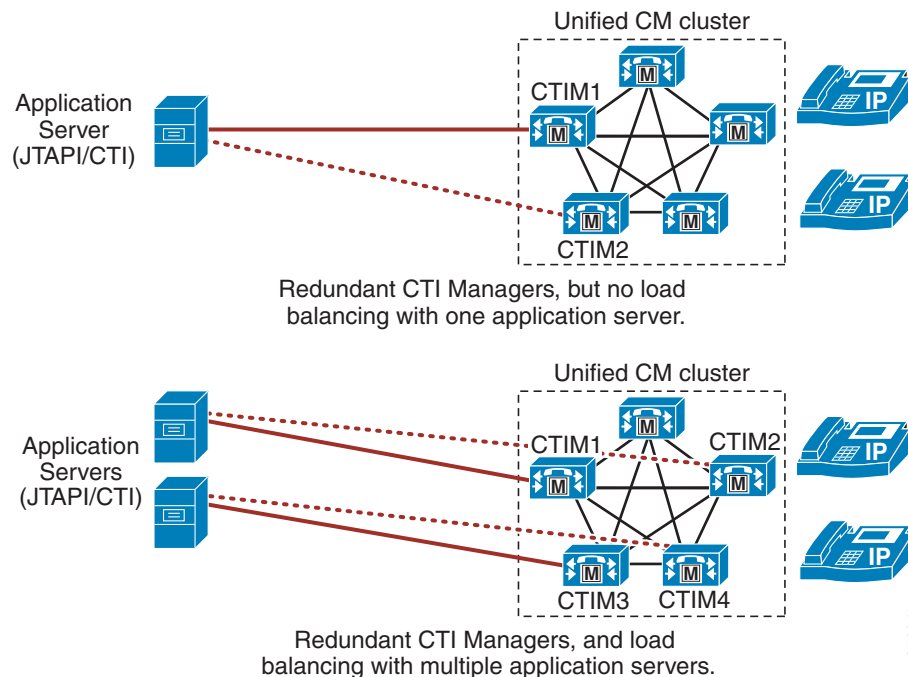 Unified CM cluster
M
Application
Server
(JTAPI/CTI)
CTIM1
M
M
IP
M
M
CTIM2
IP
Redundant CTI Managers, but no load
balancing with one application server.
Unified CM cluster
M
Application
Servers
(JTAPI/CTI)
CTIM1
CTIM2
M
M
IP
M
M
CTIM3
CTIM4
IP
Redundant CTI Managers, and load
balancing with multiple application servers.